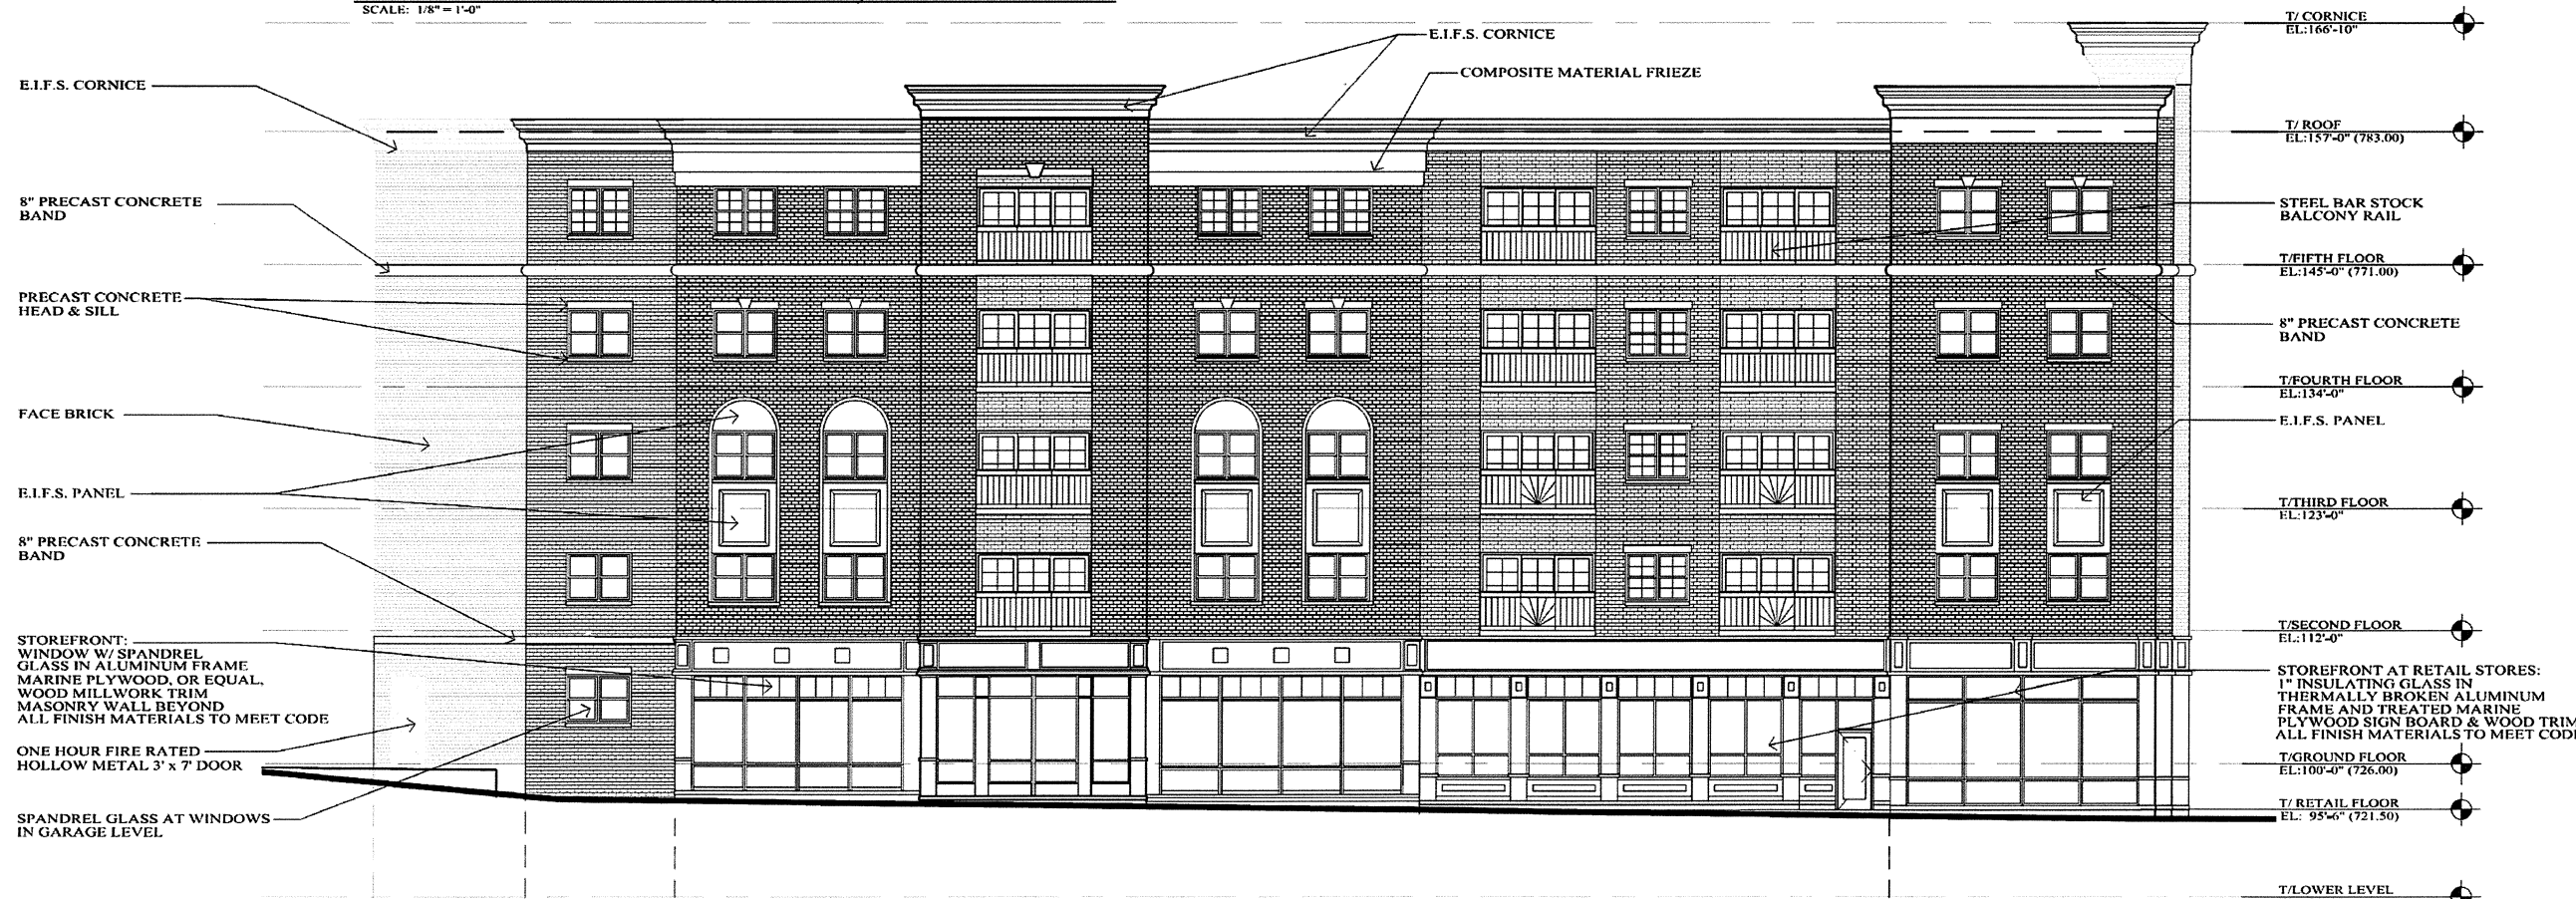 SCALE: 1/8" = 1'-0"
E.I.F.S. CORNICE
8" PRECAST CONCRETE
BAND
PRECAST CONCRETE
HEAD & SILL
FACE BRICK
E.I.F.S. PANEL
8" PRECAST CONCRETE
BAND
STOREFRONT:
WINDOW W/ SPANDREL
GLASS IN ALUMINUM FRAME
MARINE PLYWOOD, OR EQUAL,
WOOD MILLWORK TRIM
MASONRY WALL BEYOND
ALL FINISH MATERIALS TO MEET CODE
ONE HOUR FIRE RATED
HOLLOW METAL 3' x 7' DOOR
SPANDREL GLASS AT WINDOWS
IN GARAGE LEVEL
E.I.F.S. CORNICE
COMPOSITE MATERIAL FRIEZE
T/ CORNICE
EL:166'-10"
T/ ROOF
EL:157'-0" (783.00)
STEEL BAR STOCK
BALCONY RAIL
T/FIFTH FLOOR
EL:145'-0" (771.00)
8" PRECAST CONCRETE
BAND
T/FOURTH FLOOR
EL:134'-0"
E.I.F.S. PANEL
T/THIRD FLOOR
EL:123'-0"
T/SECOND FLOOR
EL:112'-0"
STOREFRONT AT RETAIL STORES:
1" INSULATING GLASS IN
THERMALLY BROKEN ALUMINUM
FRAME AND TREATED MARINE
PLYWOOD SIGN BOARD & WOOD TRIM
ALL FINISH MATERIALS TO MEET CODE
T/GROUND FLOOR
EL:100'-0" (726.00)
T/ RETAIL FLOOR
EL: 95'-6" (721.50)
T/LOWER LEVEL